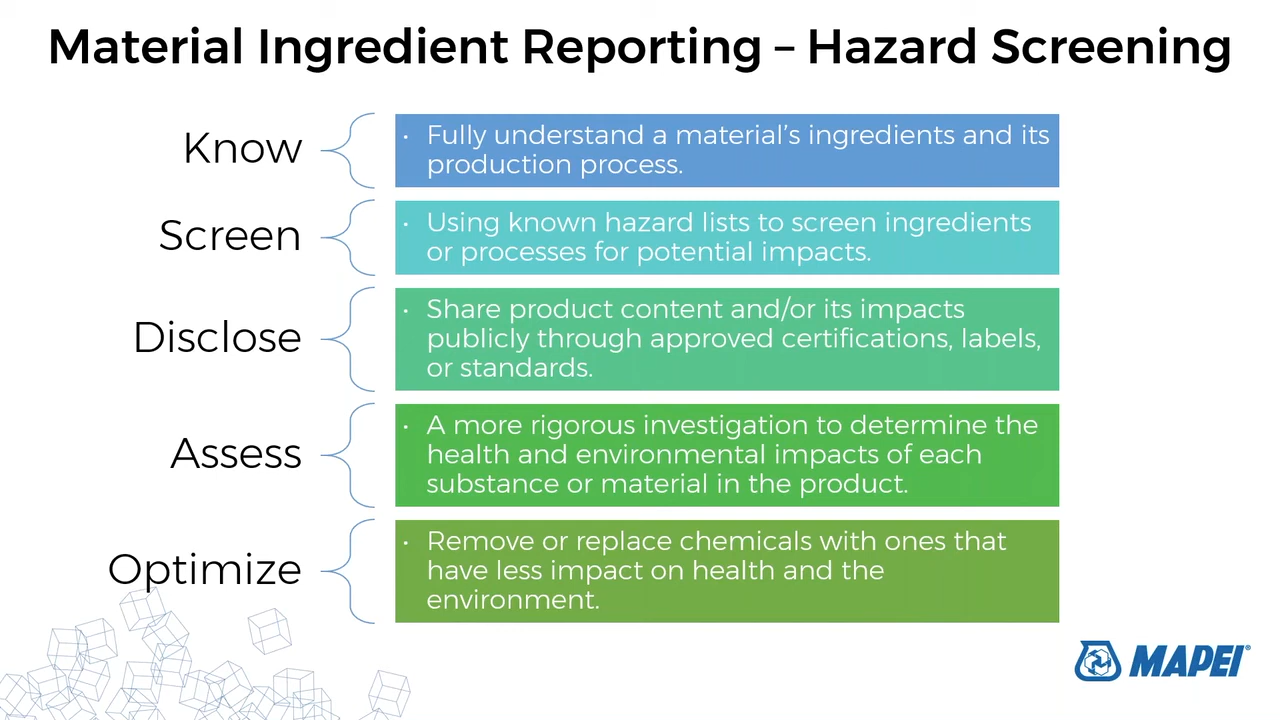 Material Ingredient Reporting – Hazard Screening
Know
• Fully understand a material's ingredients and its
production process.
Screen
• Using known hazard lists to screen ingredients
or processes for potential impacts.
Disclose
• Share product content and/or its impacts
publicly through approved certifications, labels,
or standards.
Assess
• A more rigorous investigation to determine the
health and environmental impacts of each
substance or material in the product.
Optimize
• Remove or replace chemicals with ones that
have less impact on health and the
environment.
MAPEI®